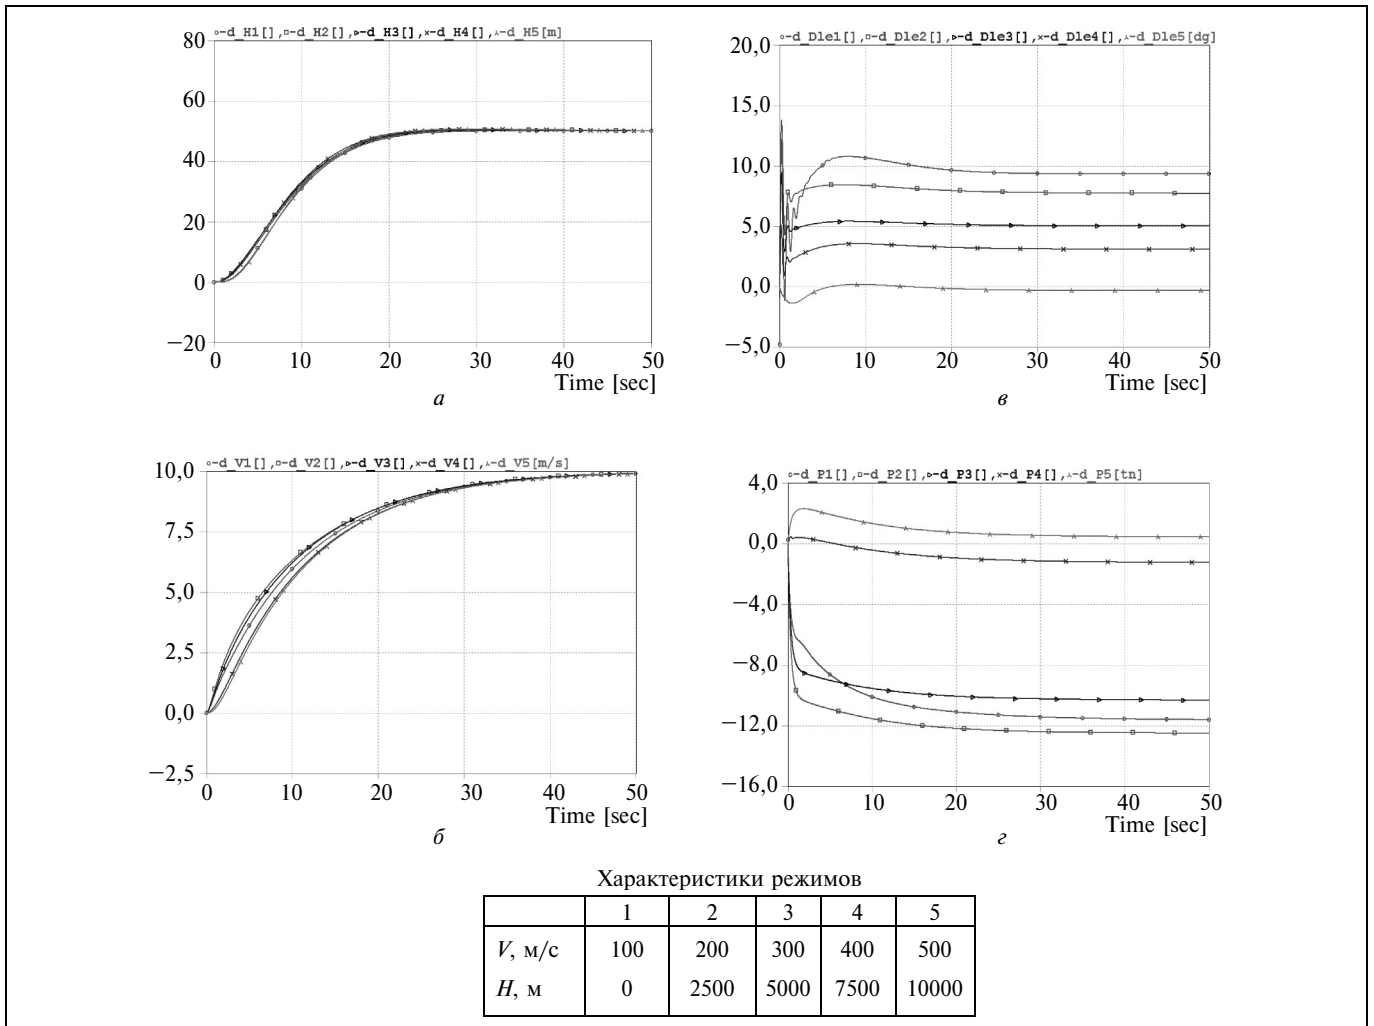 ∘-d_H1[],▫-d_H2[],▹-d_H3[],×-d_H4[],⅄-d_H5[m]
80
60
40
20
0
−20
0 10 20 30 40 50
Time [sec]
а
∘-d_Dle1[],▫-d_Dle2[],▹-d_Dle3[],×-d_Dle4[],⅄-d_Dle5[dg]
20,0
15,0
10,0
5,0
0,0
−5,0
0 10 20 30 40 50
Time [sec]
в
∘-d_V1[],▫-d_V2[],▹-d_V3[],×-d_V4[],⅄-d_V5[m/s]
10,0
7,5
5,0
2,5
0,0
−2,5
0 10 20 30 40 50
Time [sec]
б
∘-d_P1[],▫-d_P2[],▹-d_P3[],×-d_P4[],⅄-d_P5[tn]
4,0
0,0
−4,0
−8,0
−12,0
−16,0
0 10 20 30 40 50
Time [sec]
г
Характеристики режимов
1 2 3 4 5
V, м/с 100 200 300 400 500
H, м 0 2500 5000 7500 10000